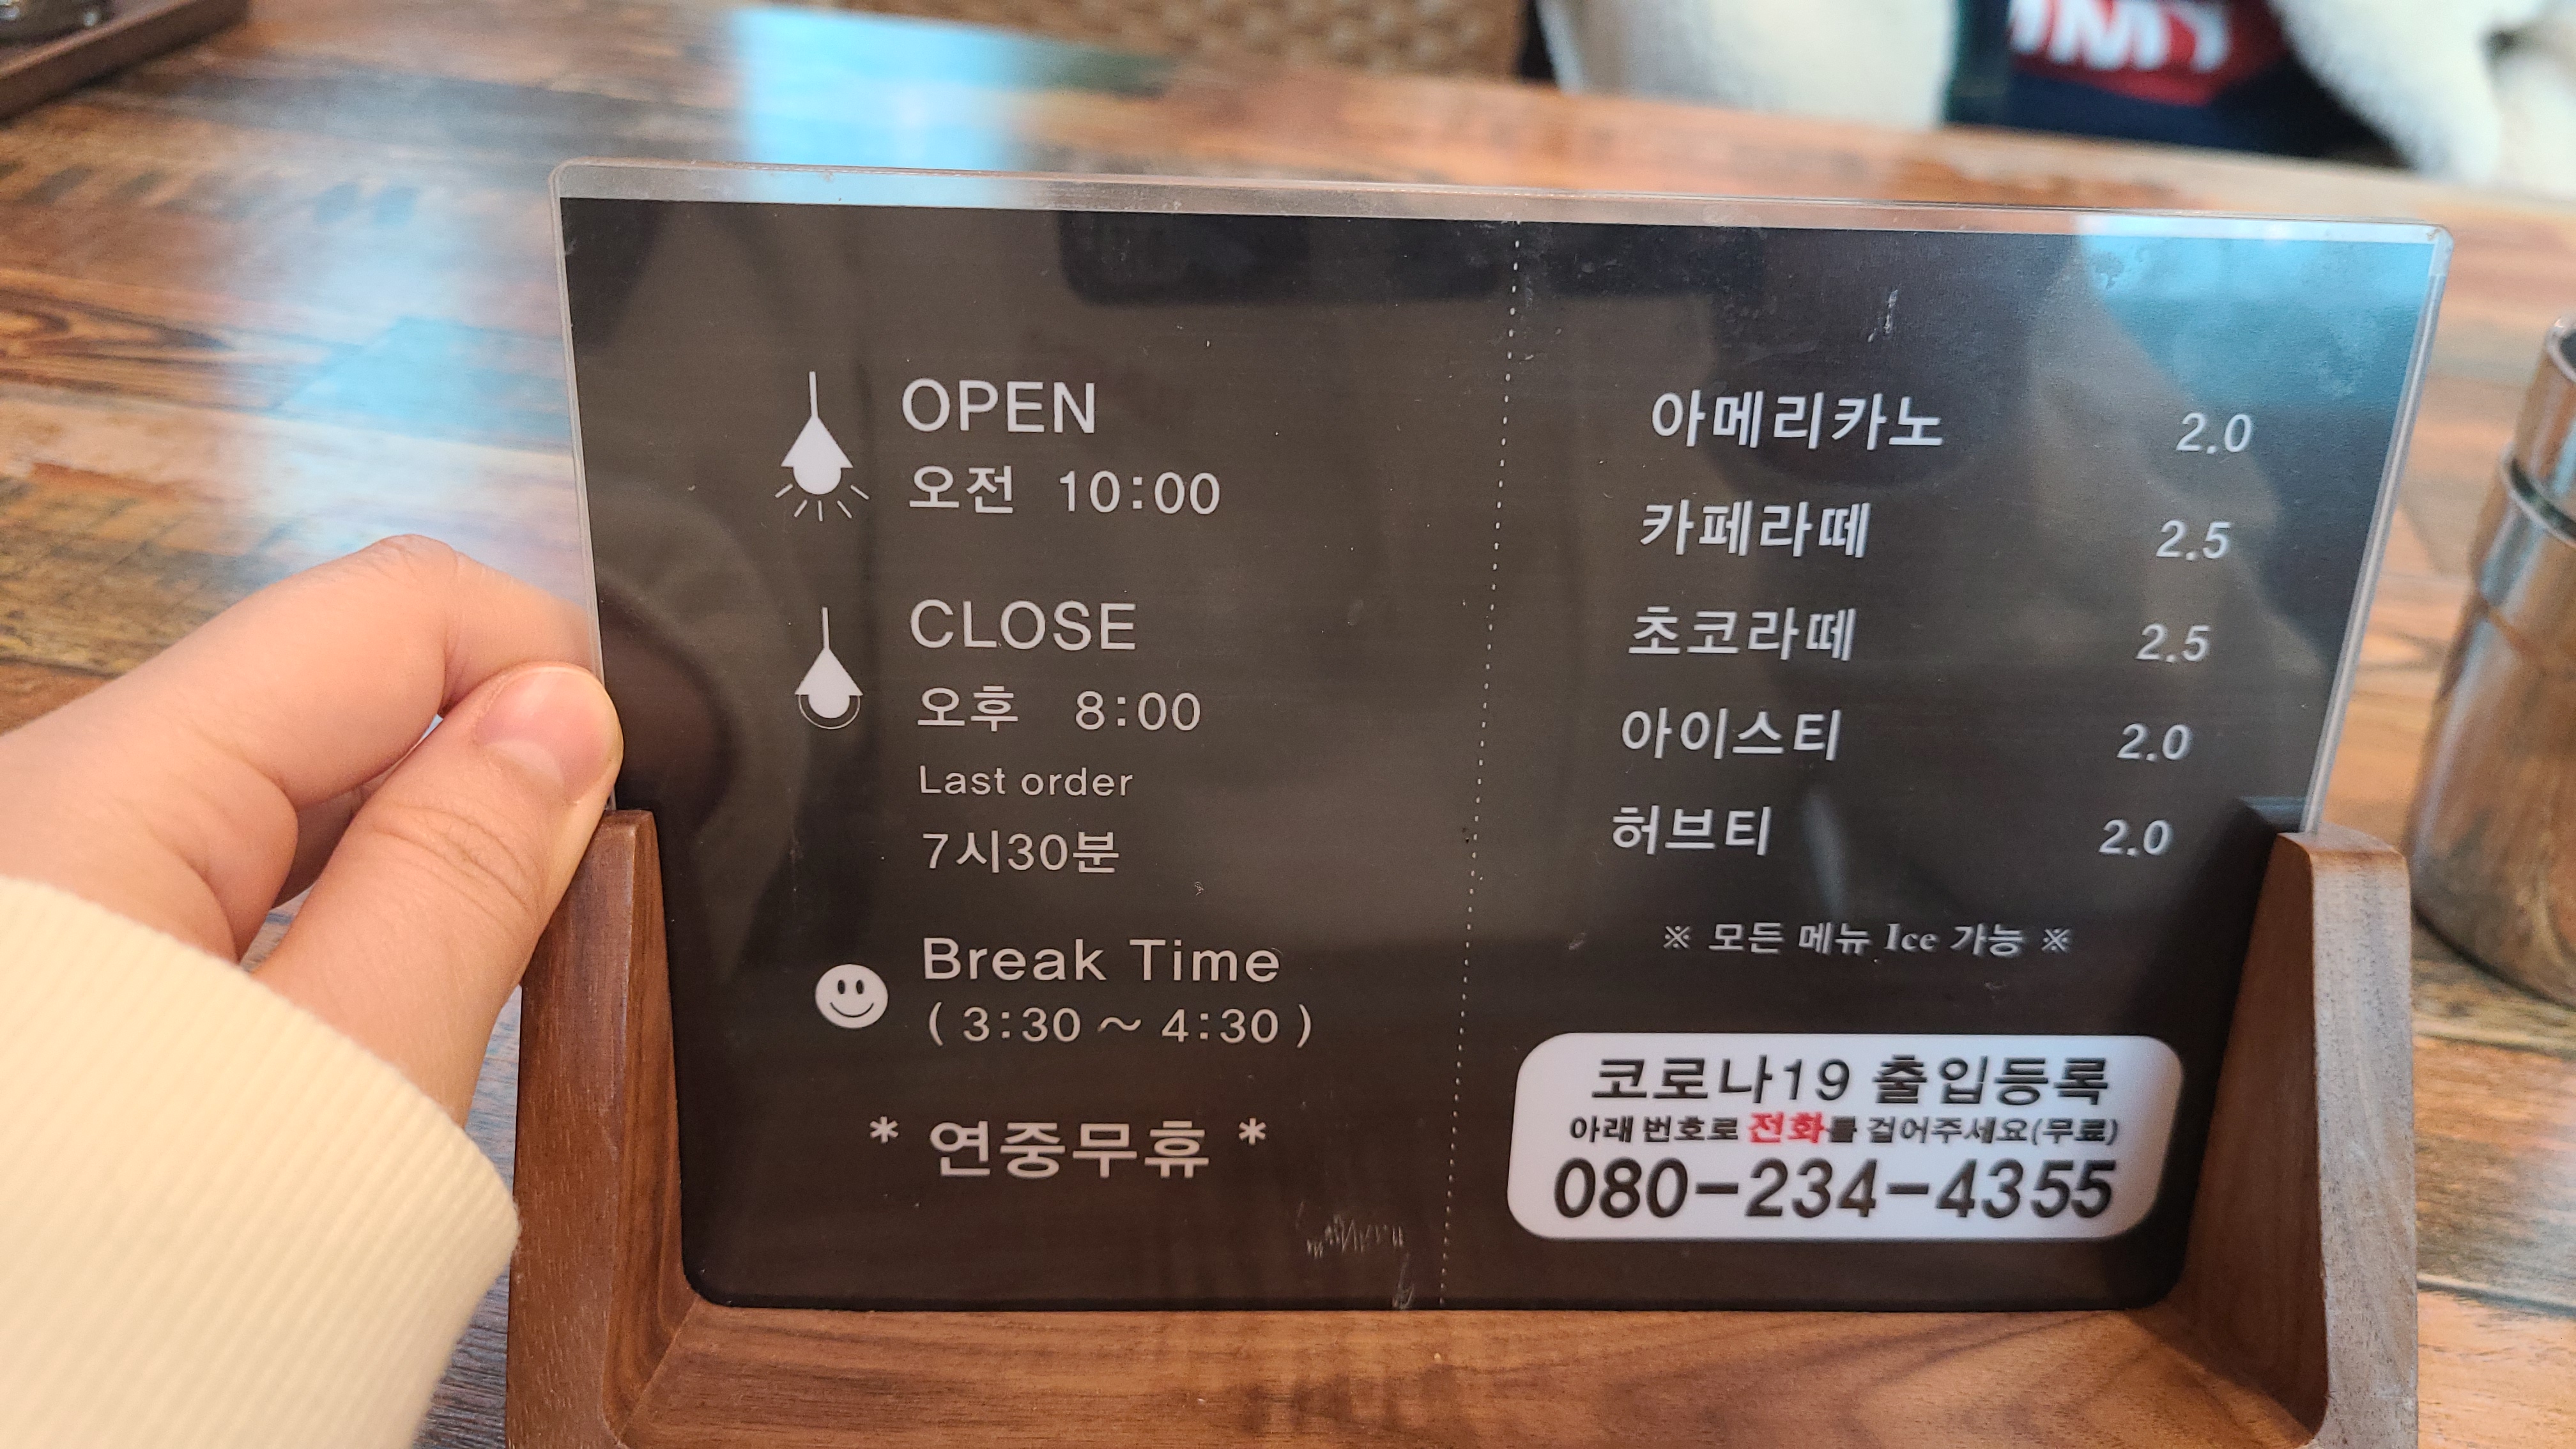 OPEN
오전 10:00
CLOSE
오후 8:00
Last order
7시30분
Break Time
( 3:30 ~ 4:30 )
* 연중무휴 *
아메리카노 2.0
카페라떼 2.5
초코라떼 2.5
아이스티 2.0
허브티 2.0
※ 모든 메뉴 Ice 가능 ※
코로나19 출입등록
아래 번호로 전화를 걸어주세요(무료)
080-234-4355